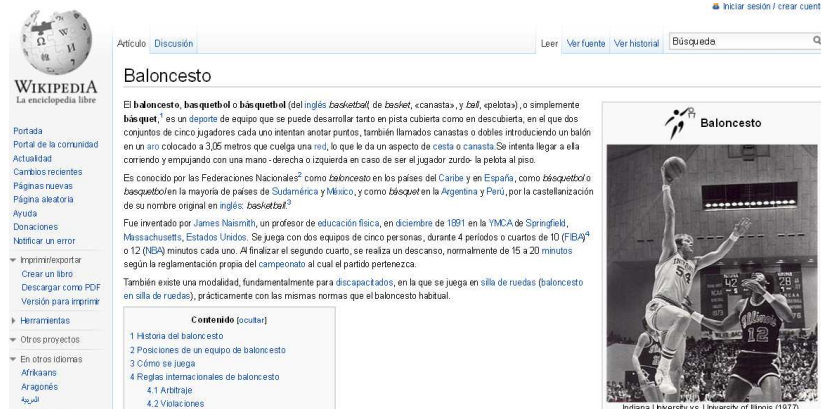 Iniciar sesión / crear cuent
WIKIPEDIA
La enciclopedia libre
Artículo Discusión
Leer Ver fuente Ver historial Búsqueda
Baloncesto
El baloncesto, basquetbol o básquetbol (del inglés basketball; de basket, «canasta», y ball, «pelota»), o simplemente
básquet,1 es un deporte de equipo que se puede desarrollar tanto en pista cubierta como en descubierta, en el que dos
conjuntos de cinco jugadores cada uno intentan anotar puntos, también llamados canastas o dobles introduciendo un balón
en un aro colocado a 3,05 metros que cuelga una red, lo que le da un aspecto de cesta o canasta.Se intenta llegar a ella
corriendo y empujando con una mano -derecha o izquierda en caso de ser el jugador zurdo- la pelota al piso.
Es conocido por las Federaciones Nacionales2 como baloncesto en los países del Caribe y en España, como básquetbol o
basquetbol en la mayoría de países de Sudamérica y México, y como básquet en la Argentina y Perú, por la castellanización
de su nombre original en inglés: basketball.3
Fue inventado por James Naismith, un profesor de educación física, en diciembre de 1891 en la YMCA de Springfield,
Massachusetts, Estados Unidos. Se juega con dos equipos de cinco personas, durante 4 períodos o cuartos de 10 (FIBA)4
o 12 (NBA) minutos cada uno. Al finalizar el segundo cuarto, se realiza un descanso, normalmente de 15 a 20 minutos
según la reglamentación propia del campeonato al cual el partido pertenezca.
También existe una modalidad, fundamentalmente para discapacitados, en la que se juega en silla de ruedas (baloncesto
en silla de ruedas), prácticamente con las mismas normas que el baloncesto habitual.
Contenido [ocultar]
1 Historia del baloncesto
2 Posiciones de un equipo de baloncesto
3 Cómo se juega
4 Reglas internacionales de baloncesto
4.1 Arbitraje
4.2 Violaciones
Portada
Portal de la comunidad
Actualidad
Cambios recientes
Páginas nuevas
Página aleatoria
Ayuda
Donaciones
Notificar un error
Imprimir/exportar
Crear un libro
Descargar como PDF
Versión para imprimir
Herramientas
Otros proyectos
En otros idiomas
Afrikaans
Aragonés
العربية
Baloncesto
54
42
28
Illinois
12
Indiana University vs. University of Illinois (1977)